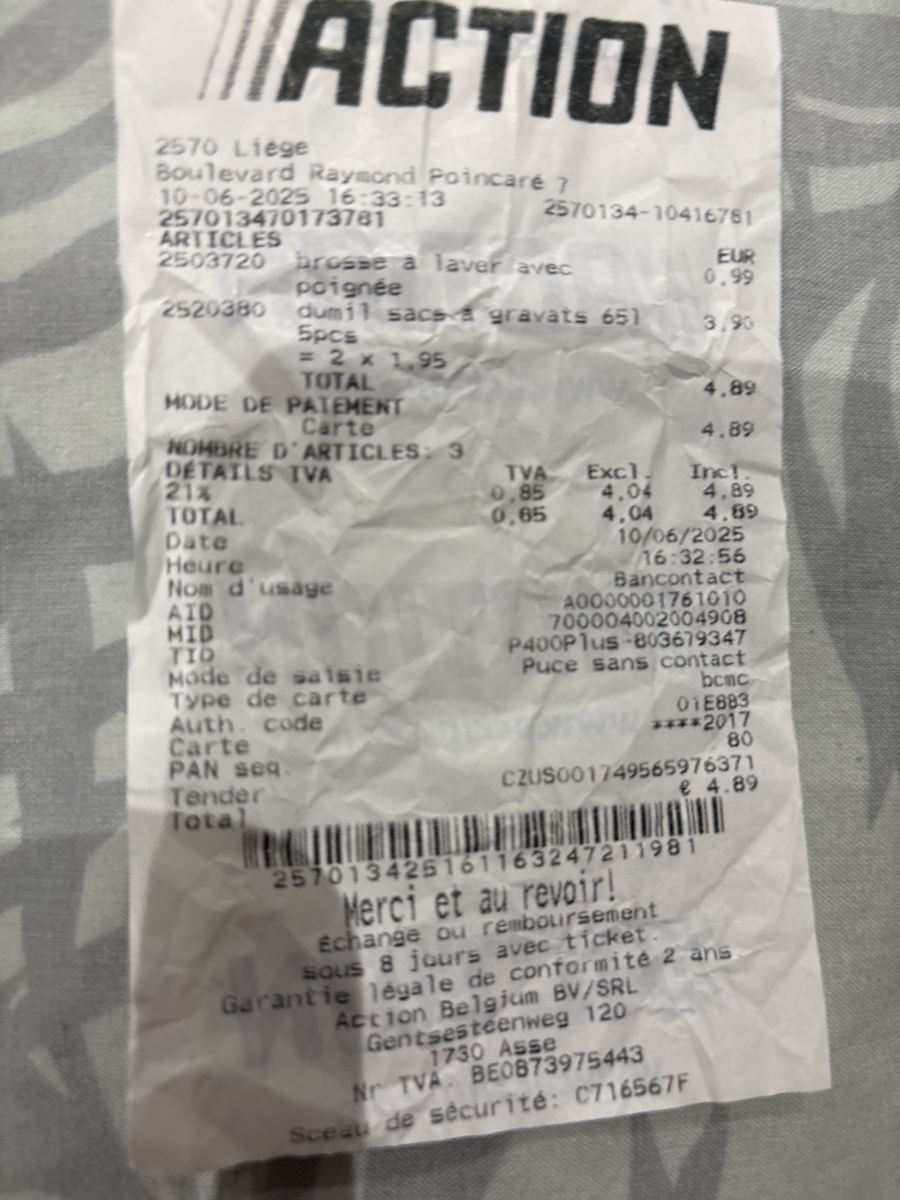 ACTION
2570 Liège
Boulevard Raymond Poincaré 7
10-06-2025 16:33:13 2570134-10416781
257013470173781
ARTICLES EUR
2503720 brosse à laver avec 0,99
poignée
2520380 dumil sacs à gravats 65l 3,90
5pcs
= 2 x 1,95
TOTAL 4,89
MODE DE PAIEMENT
Carte 4,89
NOMBRE D'ARTICLES: 3
DÉTAILS TVA TVA Excl. Incl.
21% 0,85 4,04 4,89
TOTAL 0,85 4,04 4,89
Date 10/06/2025
Heure 16:32:56
Nom d'usage Bancontact
AID A0000001761010
MID 700004002004908
TID P400Plus-803679347
Mode de saisie Puce sans contact
Type de carte bcmc
Auth. code 01E883
Carte ****2017
PAN seq. 80
Tender CZUS001749565976371
Total € 4.89
257013425161163247211981
Merci et au revoir!
Échange ou remboursement
sous 8 jours avec ticket.
Garantie légale de conformité 2 ans
Action Belgium BV/SRL
Gentsesteenweg 120
1730 Asse
Nr TVA. BE0873975443
Sceau de sécurité: C716567F